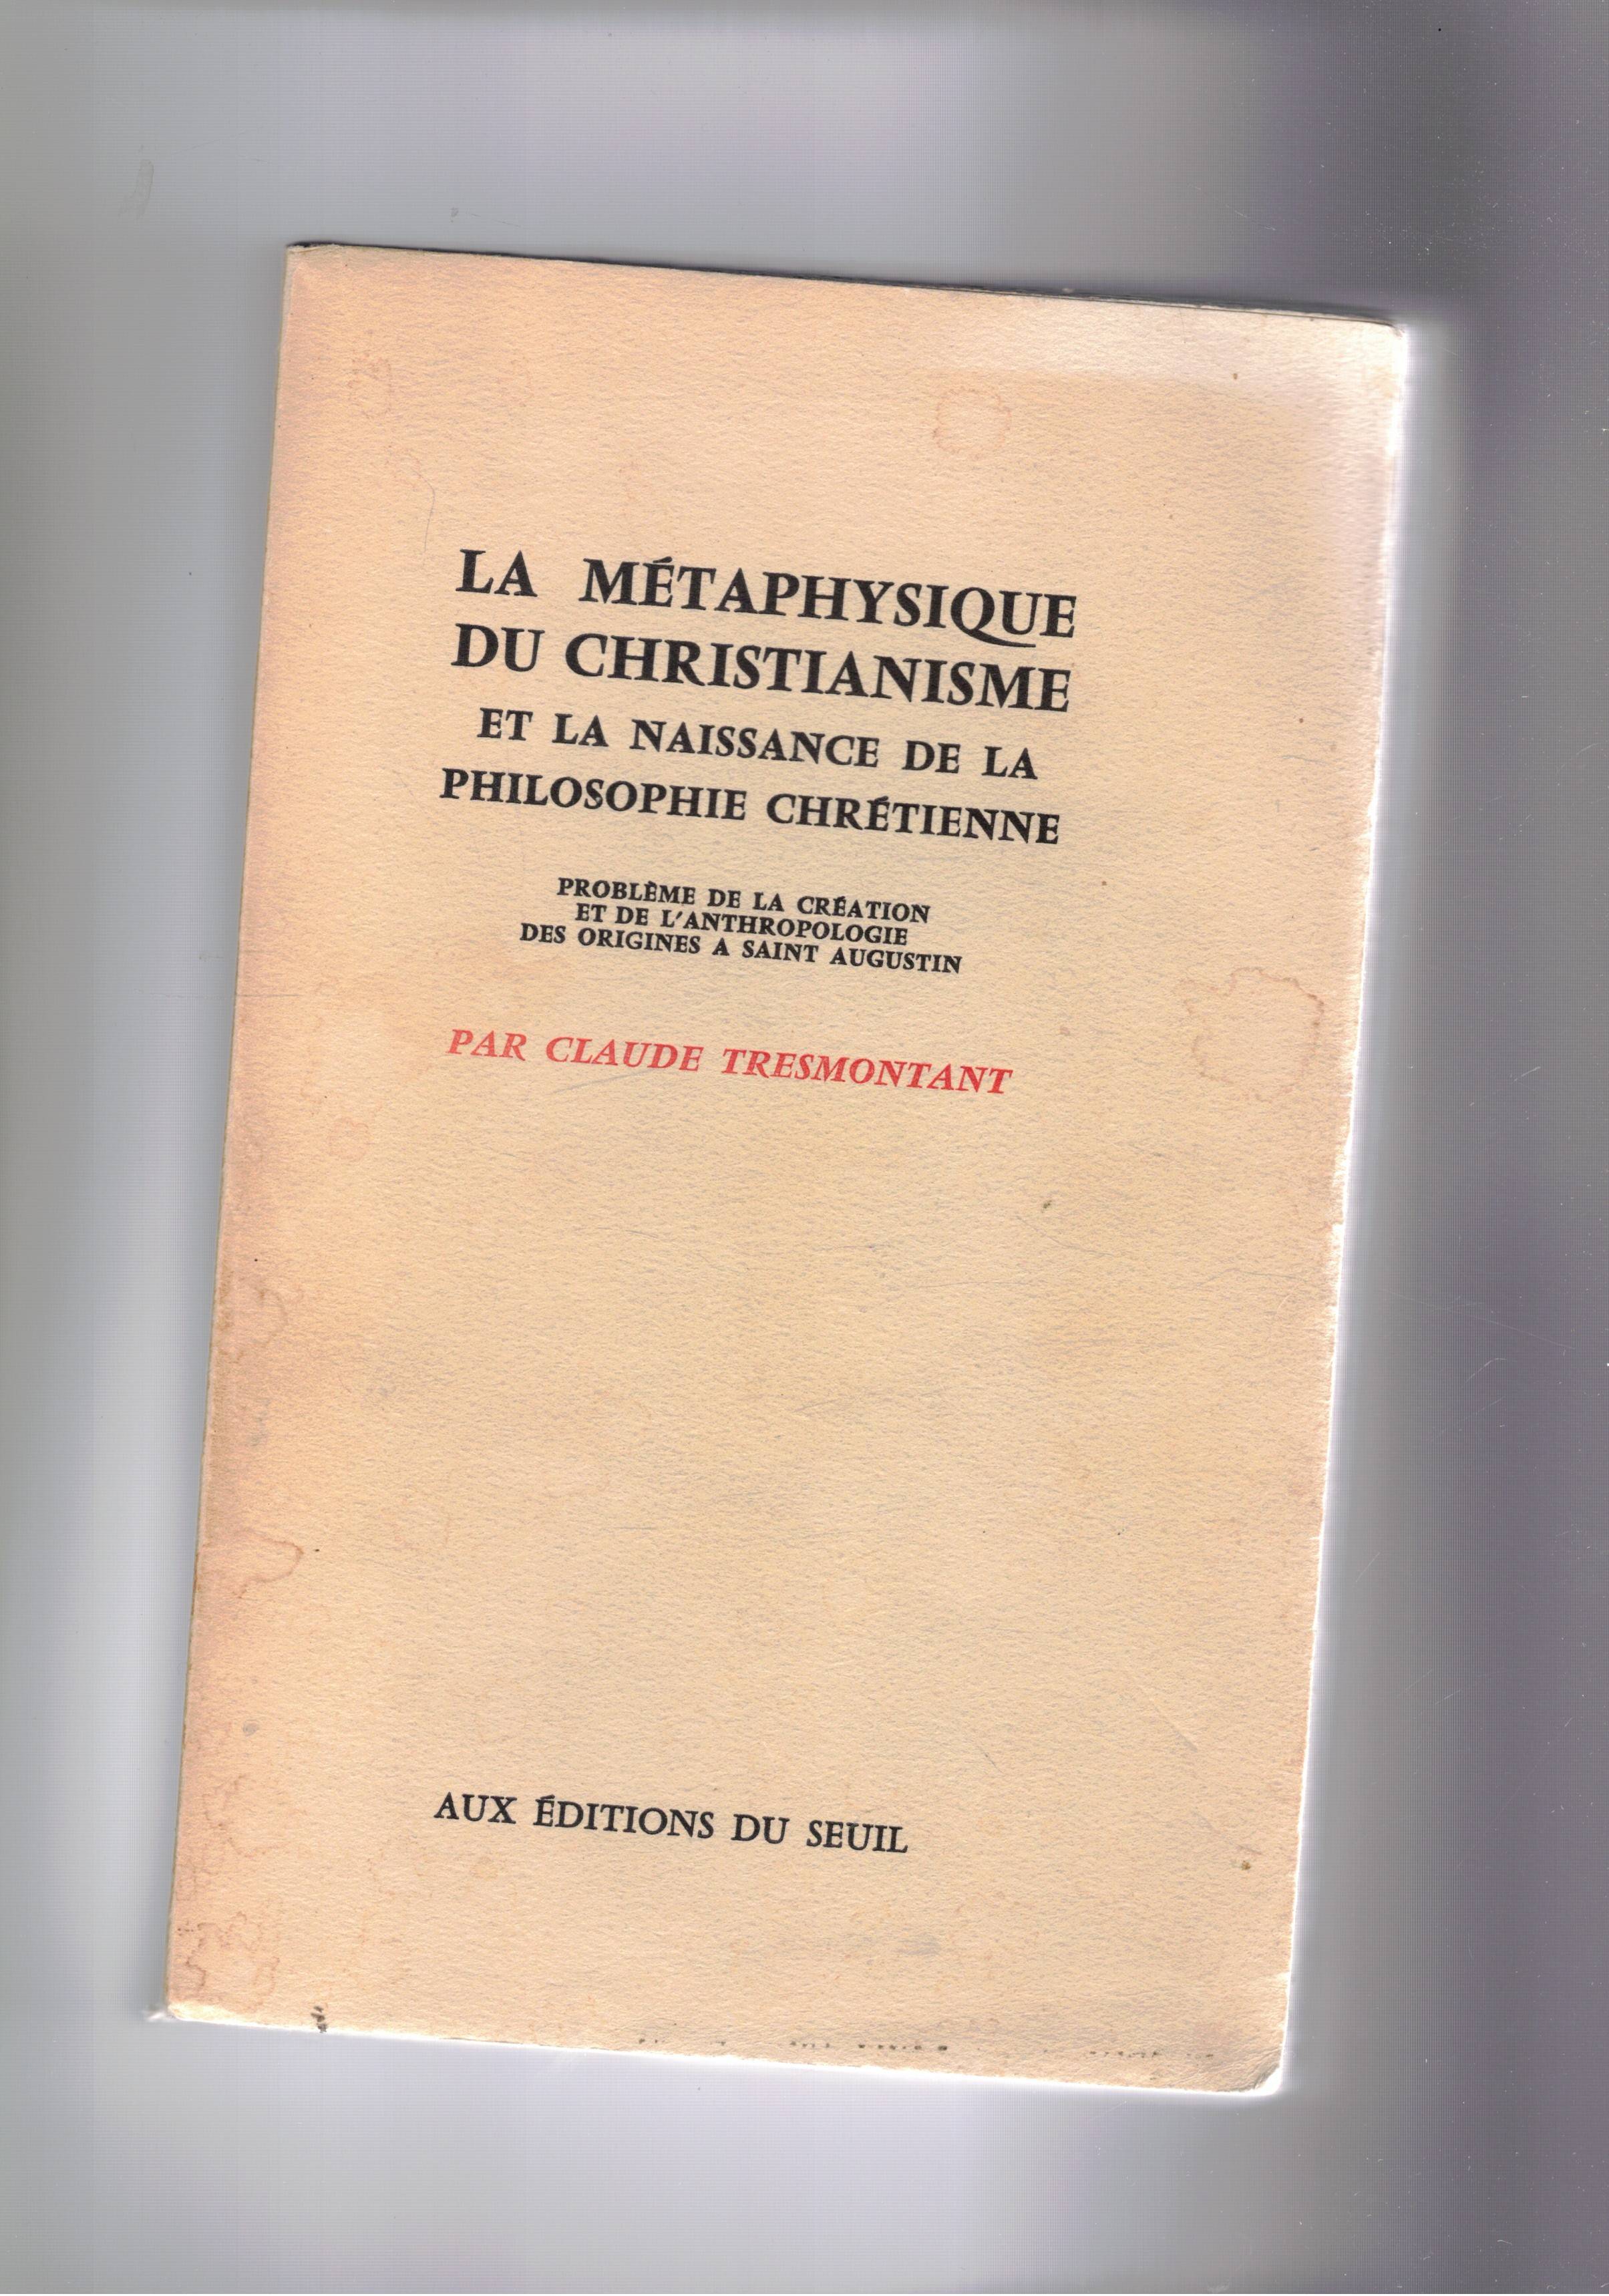 LA MÉTAPHYSIQUE
DU CHRISTIANISME
ET LA NAISSANCE DE LA
PHILOSOPHIE CHRÉTIENNE
PROBLÈME DE LA CRÉATION
ET DE L'ANTHROPOLOGIE
DES ORIGINES A SAINT AUGUSTIN
PAR CLAUDE TRESMONTANT
AUX ÉDITIONS DU SEUIL